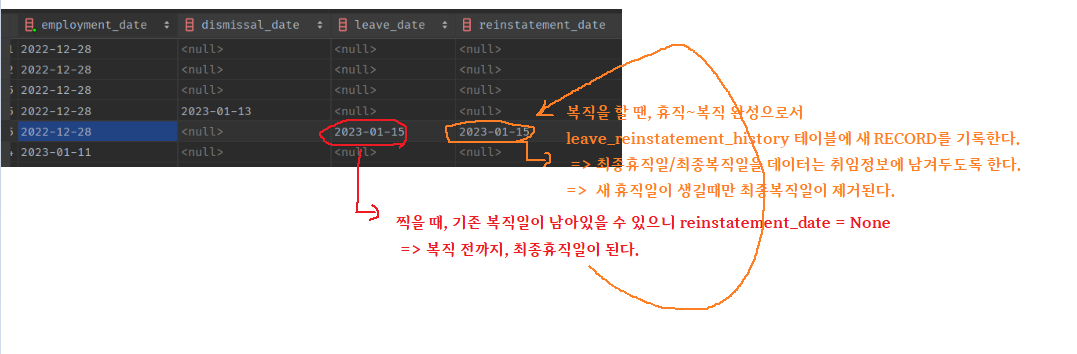 employment_date dismissal_date leave_date reinstatement_date
2022-12-28 <null> <null> <null>
2022-12-28 <null> <null> <null>
2022-12-28 <null> <null> <null>
2022-12-28 2023-01-13 <null> <null>
2022-12-28 <null> 2023-01-15 2023-01-15
2023-01-11 <null> <null> <null>
복직을 할 땐, 휴직~복직 완성으로서
leave_reinstatement_history 테이블에 새 RECORD를 기록한다.
=> 최종휴직일/최종복직일을 데이터는 취임정보에 남겨두도록 한다.
=> 새 휴직일이 생길때만 최종복직일이 제거된다.
찍을 때, 기존 복직일이 남아있을 수 있으니 reinstatement_date = None
=> 복직 전까지, 최종휴직일이 된다.